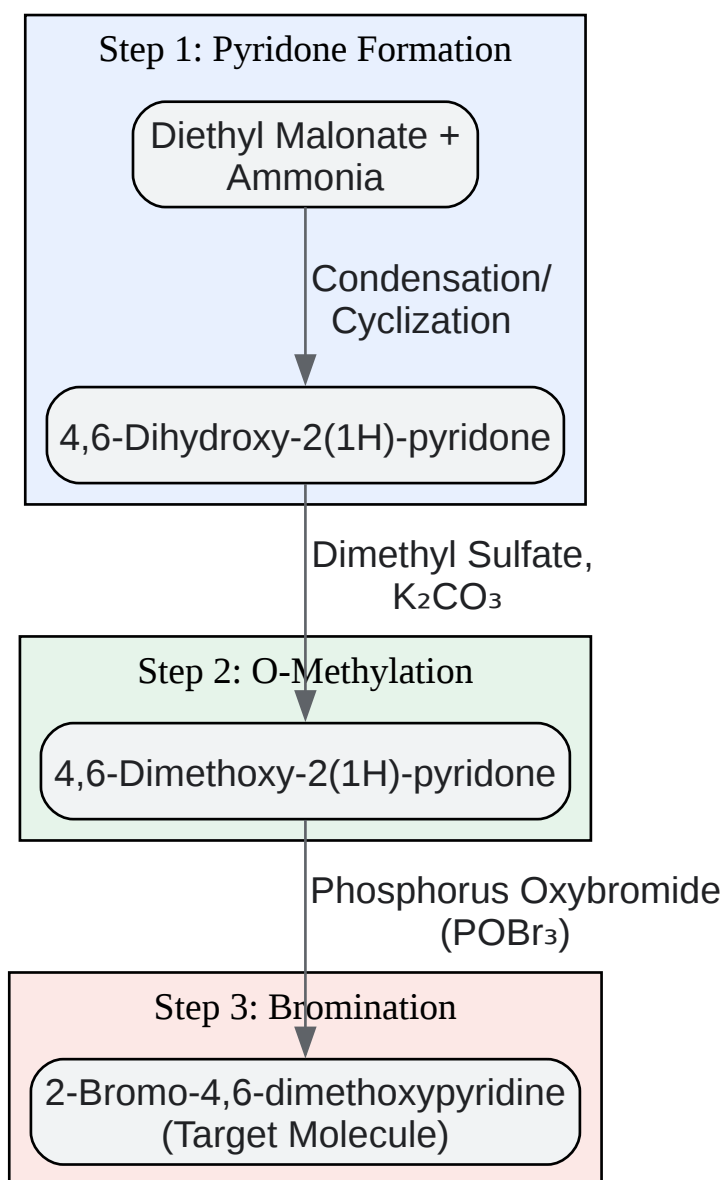 Step 1: Pyridone Formation
Diethyl Malonate +
Ammonia
Condensation/
Cyclization
4,6-Dihydroxy-2(1H)-pyridone
Dimethyl Sulfate,
K₂CO₃
Step 2: O-Methylation
4,6-Dimethoxy-2(1H)-pyridone
Phosphorus Oxybromide
(POBr₃)
Step 3: Bromination
2-Bromo-4,6-dimethoxypyridine
(Target Molecule)